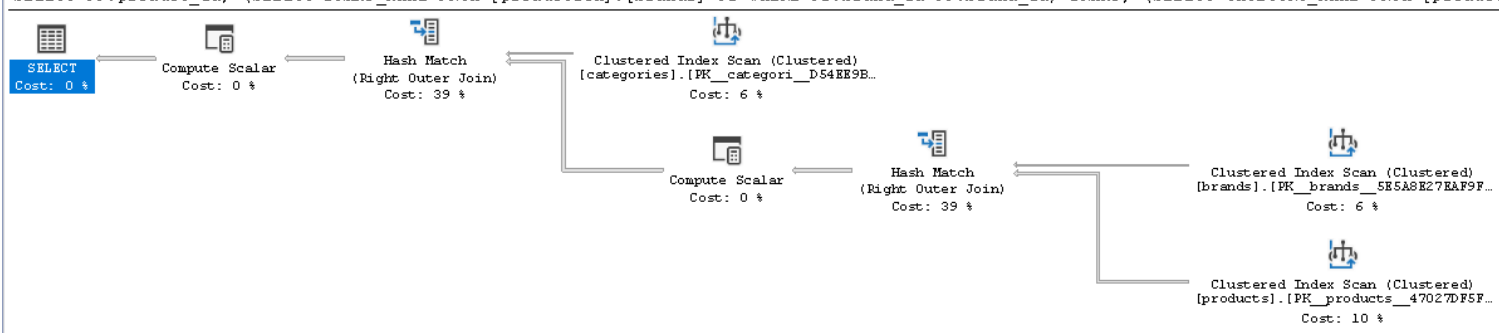 SELECT
Cost: 0 %
Compute Scalar
Cost: 0 %
Hash Match
(Right Outer Join)
Cost: 39 %
Clustered Index Scan (Clustered)
[categories].[PK__categori__D54EE9B…
Cost: 6 %
Compute Scalar
Cost: 0 %
Hash Match
(Right Outer Join)
Cost: 39 %
Clustered Index Scan (Clustered)
[brands].[PK__brands__5E5A8E27EAF9F…
Cost: 6 %
Clustered Index Scan (Clustered)
[products].[PK__products__47027DF5F…
Cost: 10 %